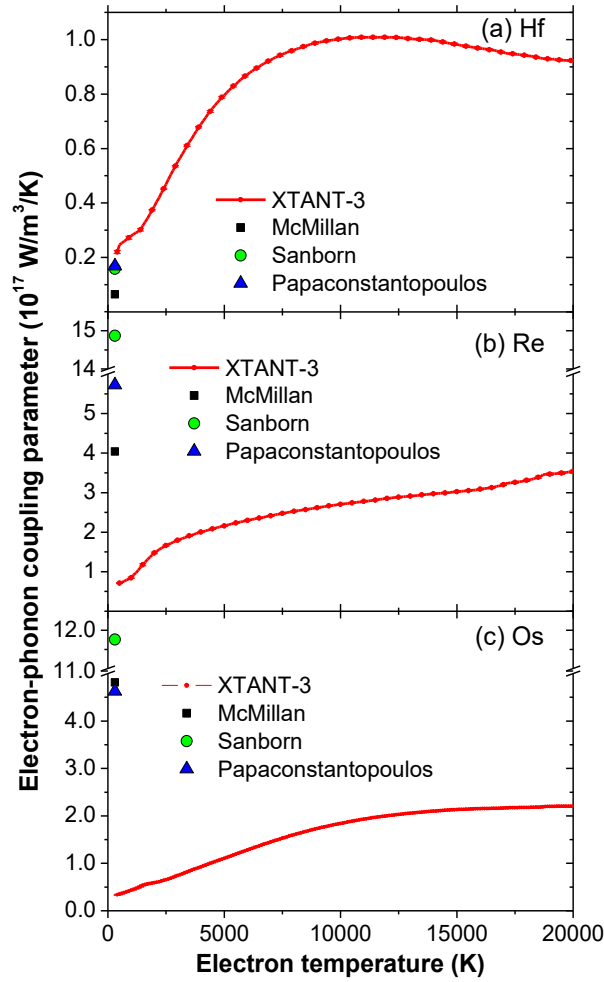 Electron-phonon coupling parameter (10¹⁷ W/m³/K)
(a) Hf
1.0
0.8
0.6
0.4
0.2
XTANT-3
McMillan
Sanborn
Papaconstantopoulos
(b) Re
15
14
5
4
3
2
1
XTANT-3
McMillan
Sanborn
Papaconstantopoulos
(c) Os
12.0
11.0
4.0
3.0
2.0
1.0
0.0
XTANT-3
McMillan
Sanborn
Papaconstantopoulos
0 5000 10000 15000 20000
Electron temperature (K)